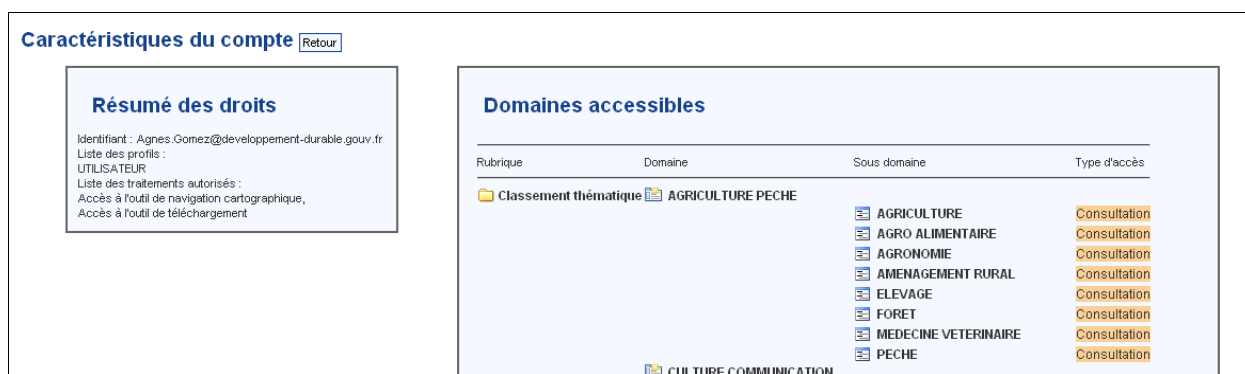 Caractéristiques du compte Retour
Résumé des droits
Identifiant : Agnes.Gomez@developpement-durable.gouv.fr
Liste des profils :
UTILISATEUR
Liste des traitements autorisés :
Accès à l'outil de navigation cartographique,
Accès à l'outil de téléchargement
Domaines accessibles
Rubrique Domaine Sous domaine Type d'accès
Classement thématique AGRICULTURE PECHE
AGRICULTURE Consultation
AGRO ALIMENTAIRE Consultation
AGRONOMIE Consultation
AMENAGEMENT RURAL Consultation
ELEVAGE Consultation
FORET Consultation
MEDECINE VETERINAIRE Consultation
PECHE Consultation
CULTURE COMMUNICATION